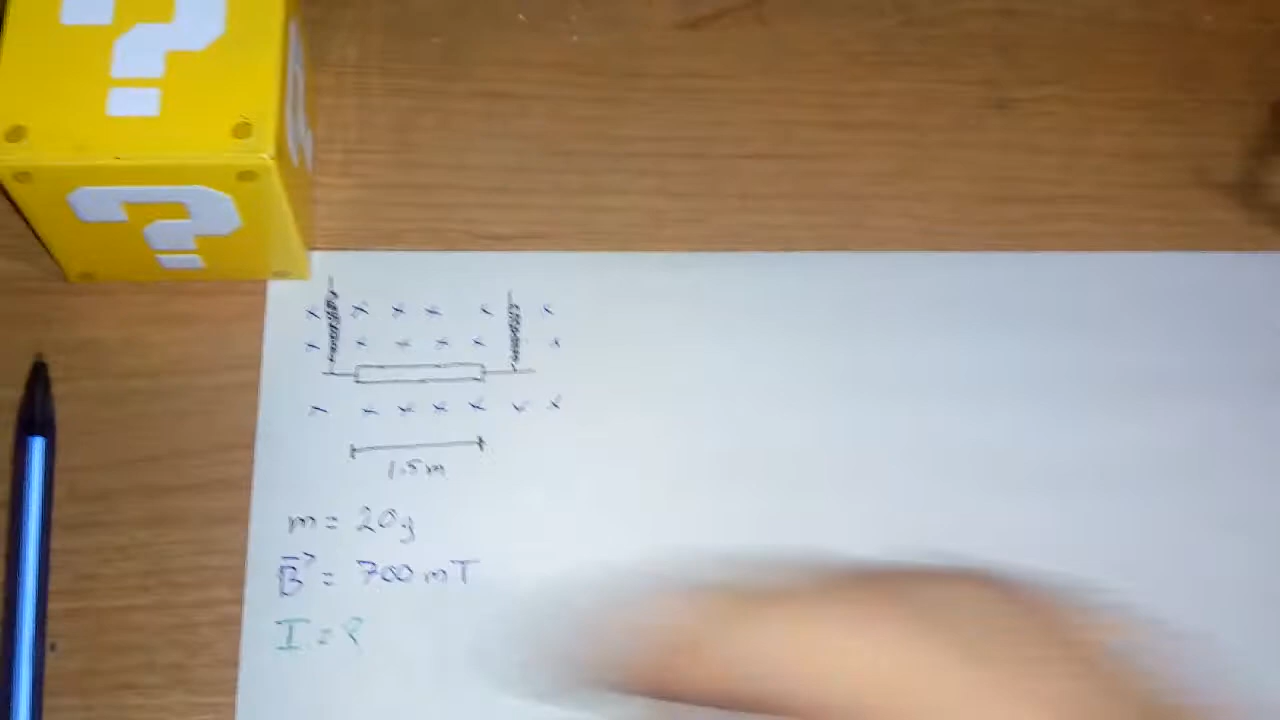 1.5m
m = 20g
B⃗ = 700 mT
I = ?